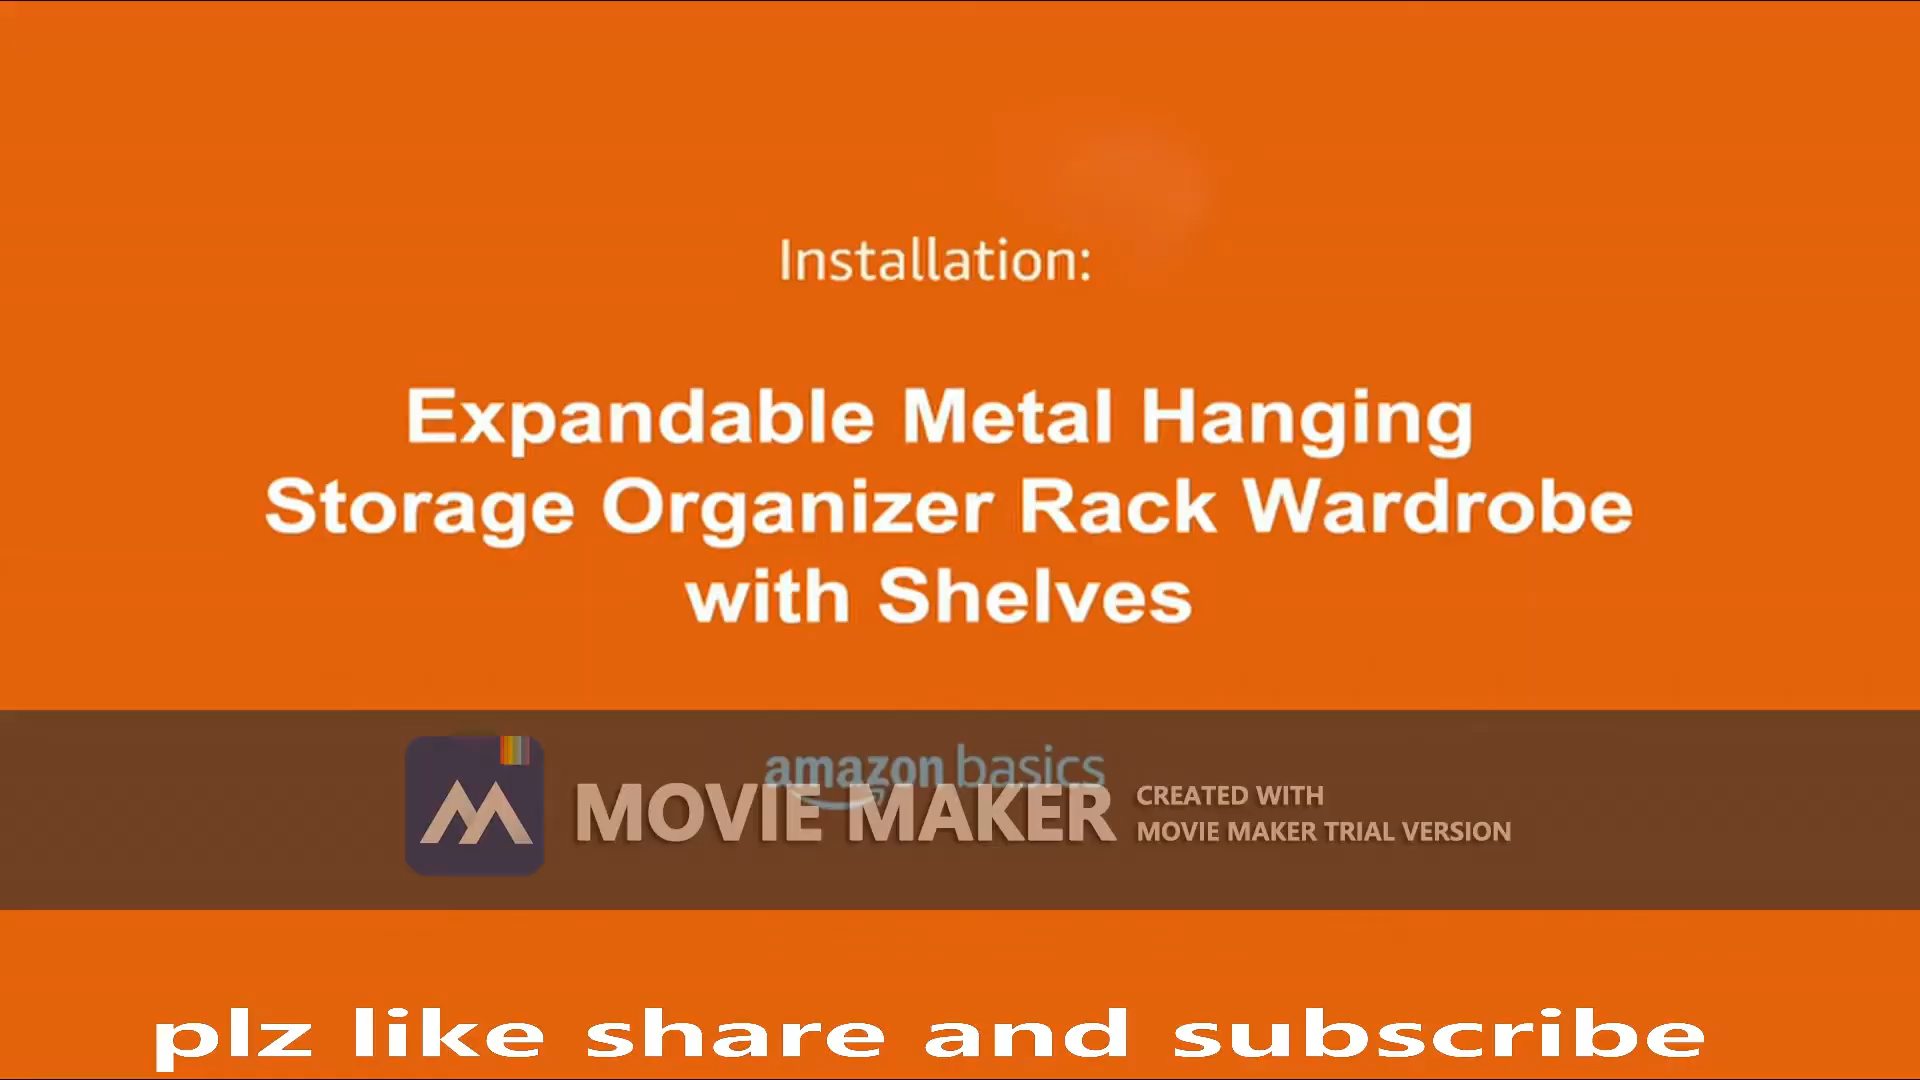 Installation:
Expandable Metal Hanging
Storage Organizer Rack Wardrobe
with Shelves
amazon basics
MOVIE MAKER
CREATED WITH
MOVIE MAKER TRIAL VERSION
plz like share and subscribe